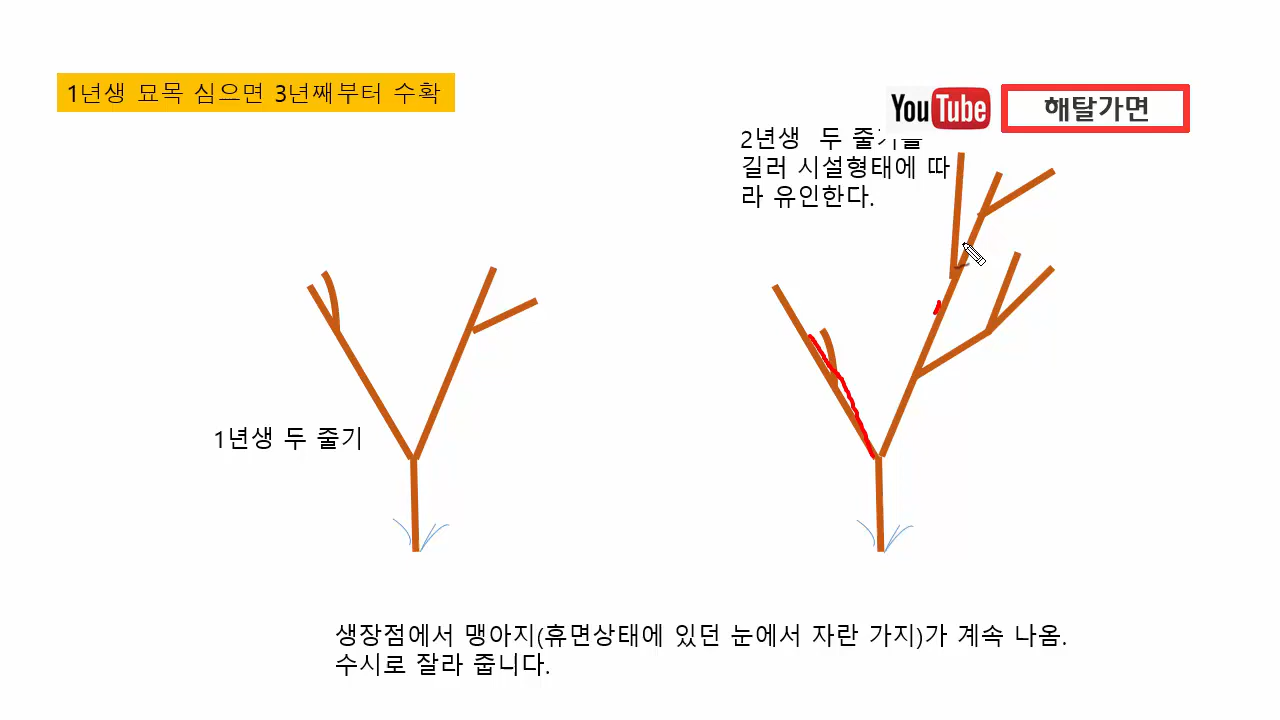 1년생 묘목 심으면 3년째부터 수확
YouTube
해탈가면
2년생 두 줄기를
길러 시설형태에 따
라 유인한다.
1년생 두 줄기
생장점에서 맹아지(휴면상태에 있던 눈에서 자란 가지)가 계속 나옴.
수시로 잘라 줍니다.